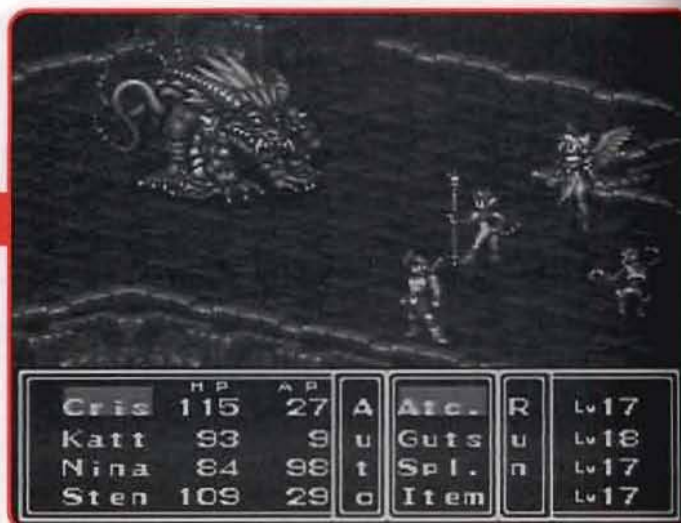 HP AP
Cris 115 27 A Atc. R Lv17
Katt 93 9 u Guts u Lv18
Nina 84 98 t Spl. n Lv17
Sten 109 29 o Item Lv17